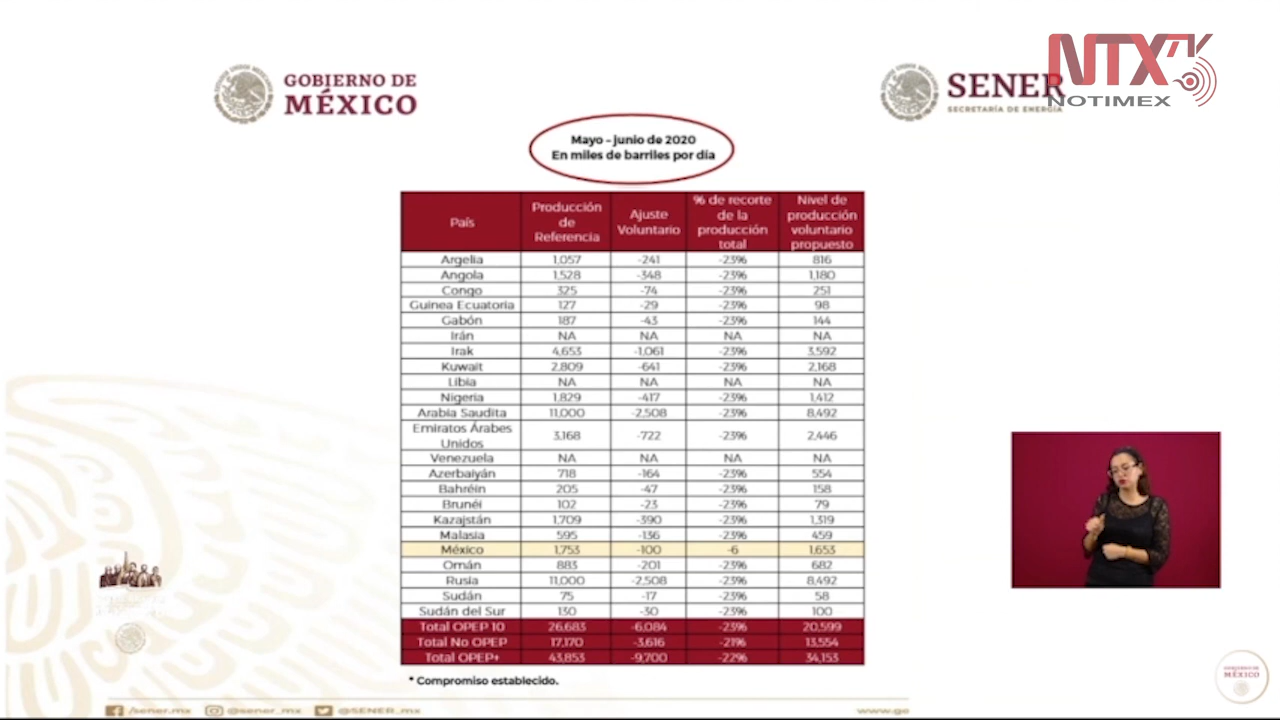 NTX
NOTIMEX
GOBIERNO DE
MÉXICO
SENER
SECRETARÍA DE ENERGÍA
Mayo – junio de 2020
En miles de barriles por día
País Producción de Referencia Ajuste Voluntario % de recorte de la producción total Nivel de producción voluntario propuesto
Argelia 1,057 -241 -23% 816
Angola 1,528 -348 -23% 1,180
Congo 325 -74 -23% 251
Guinea Ecuatoria 127 -29 -23% 98
Gabón 187 -43 -23% 144
Irán NA NA NA NA
Irak 4,653 -1,061 -23% 3,592
Kuwait 2,809 -641 -23% 2,168
Libia NA NA NA NA
Nigeria 1,829 -417 -23% 1,412
Arabia Saudita 11,000 -2,508 -23% 8,492
Emiratos Árabes Unidos 3,168 -722 -23% 2,446
Venezuela NA NA NA NA
Azerbaiyán 718 -164 -23% 554
Bahréin 205 -47 -23% 158
Brunéi 102 -23 -23% 79
Kazajstán 1,709 -390 -23% 1,319
Malasia 595 -136 -23% 459
México 1,753 -100 -6 1,653
Omán 883 -201 -23% 682
Rusia 11,000 -2,508 -23% 8,492
Sudán 75 -17 -23% 58
Sudán del Sur 130 -30 -23% 100
Total OPEP 10 26,683 -6,084 -23% 20,599
Total No OPEP 17,170 -3,616 -21% 13,554
Total OPEP+ 43,853 -9,700 -22% 34,153
* Compromiso establecido.
/sener.mx @sener_mx @SENER_mx www.go
GOBIERNO DE
MÉXICO